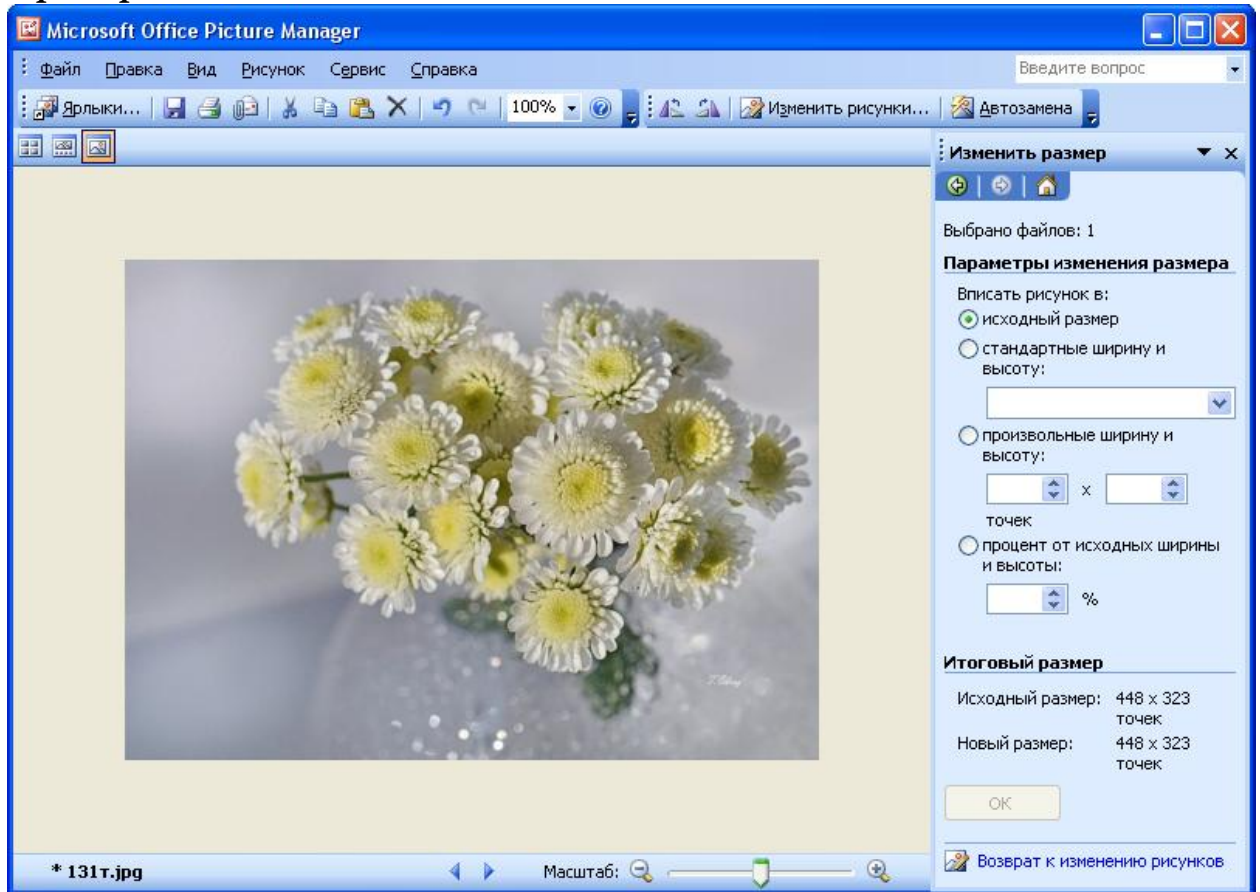 Microsoft Office Picture Manager
Файл Правка Вид Рисунок Сервис Справка
Введите вопрос
Ярлыки... 100% Изменить рисунки... Автозамена
Изменить размер
Выбрано файлов: 1
Параметры изменения размера
Вписать рисунок в:
исходный размер
стандартные ширину и
высоту:
произвольные ширину и
высоту:
x
точек
процент от исходных ширины
и высоты:
%
Итоговый размер
Исходный размер: 448 x 323
точек
Новый размер: 448 x 323
точек
OK
Возврат к изменению рисунков
* 131т.jpg Масштаб: